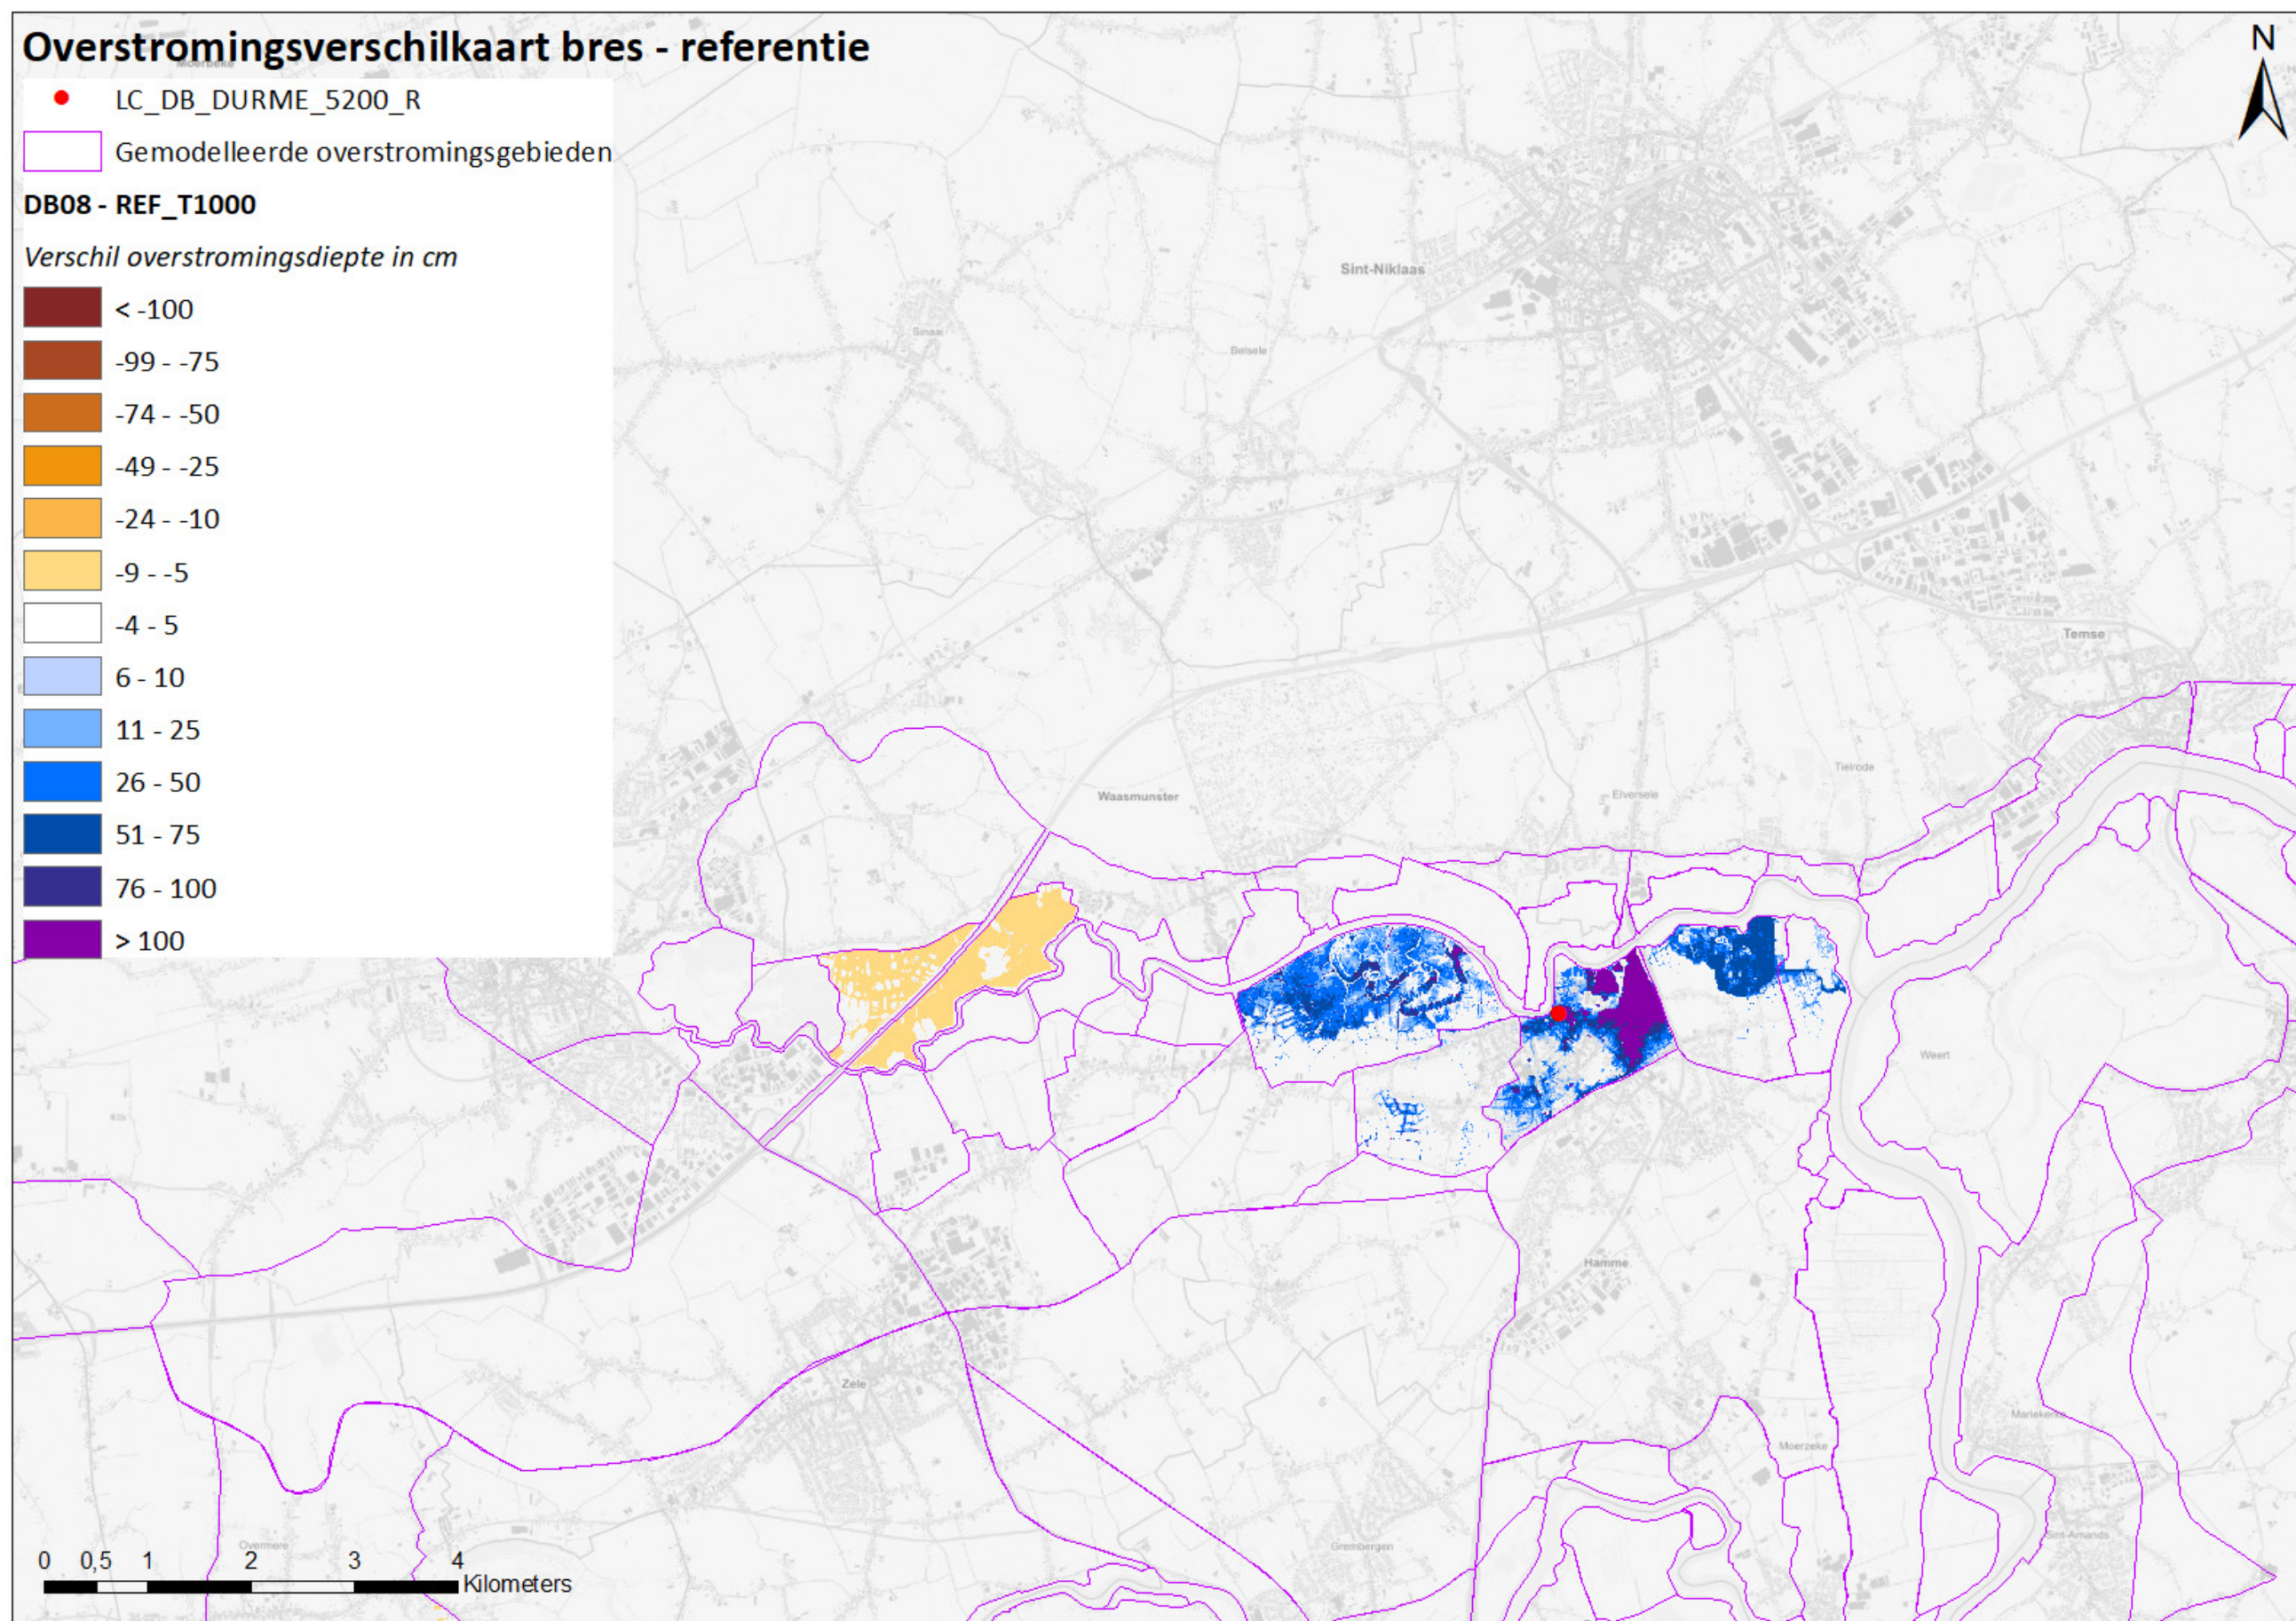 Overstromingsverschilkaart bres - referentie
N
Moerbeke
LC_DB_DURME_5200_R
Gemodelleerde overstromingsgebieden
DB08 - REF_T1000
Verschil overstromingsdiepte in cm
< -100
-99 - -75
-74 - -50
-49 - -25
-24 - -10
-9 - -5
-4 - 5
6 - 10
11 - 25
26 - 50
51 - 75
76 - 100
> 100
Sint-Niklaas
Sinaai
Belsele
Temse
Tielrode
Elversele
Waasmunster
Weert
Hamme
Zele
Mariekerke
Moerzeke
Sint-Amands
Grembergen
Overmere
0 0,5 1 2 3 4
Kilometers